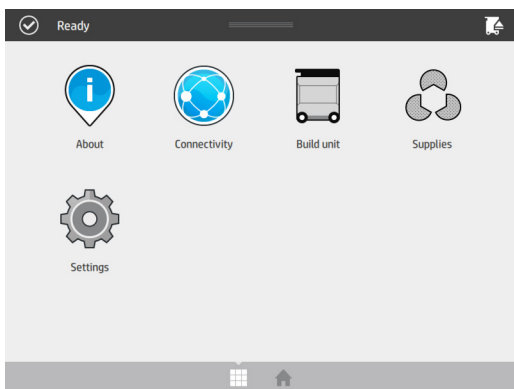 Ready
About
Connectivity
Build unit
Supplies
Settings